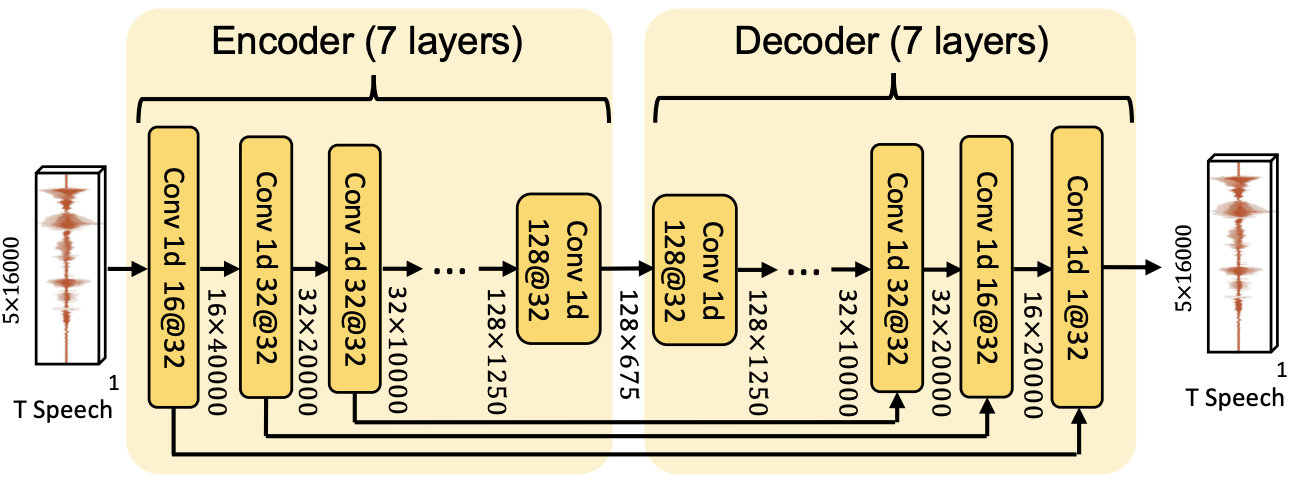 Encoder (7 layers)
Decoder (7 layers)
5×16000
1
T Speech
Conv 1d 16@32
16×40000
Conv 1d 32@32
32×20000
Conv 1d 32@32
32×10000
...
128×1250
Conv 1d
128@32
128×675
Conv 1d
128@32
128×1250
...
32×10000
Conv 1d 32@32
32×20000
Conv 1d 16@32
16×20000
Conv 1d 1@32
5×16000
1
T Speech